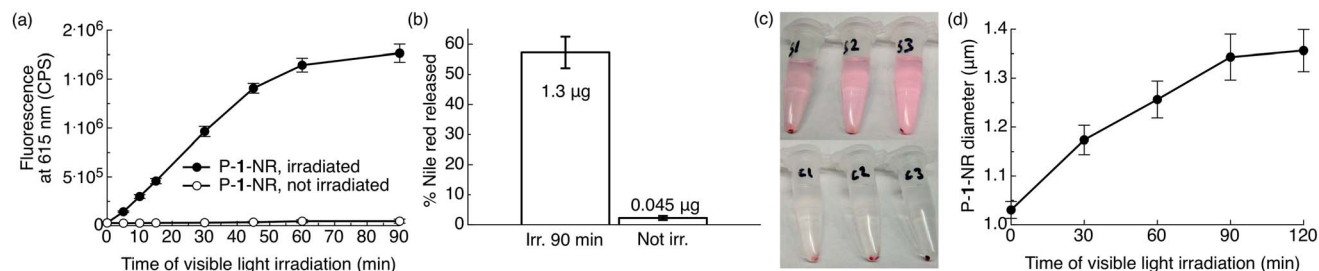 (a)
2·10⁶
1·10⁶
1·10⁶
5·10⁵
0
Fluorescence
at 615 nm (CPS)
P-1-NR, irradiated
P-1-NR, not irradiated
0 10 20 30 40 50 60 70 80 90
Time of visible light irradiation (min)
(b)
60
50
40
30
20
10
0
% Nile red released
1.3 µg
0.045 µg
Irr. 90 min Not irr.
(c)
S1 S2 S3
(d)
1.4
1.3
1.2
1.1
1.0
P-1-NR diameter (µm)
0 30 60 90 120
Time of visible light irradiation (min)